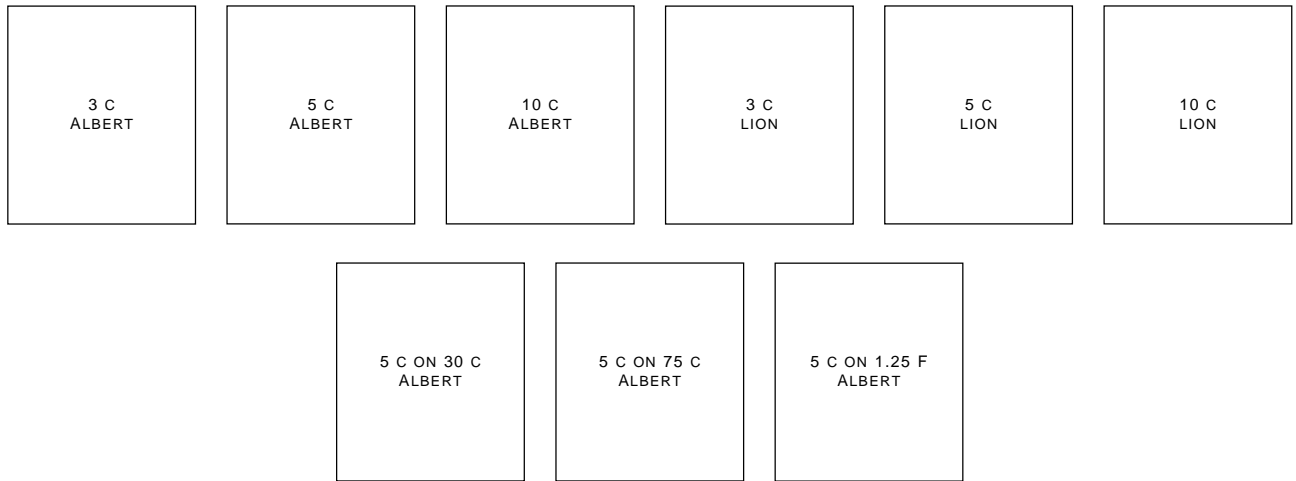 3 C
ALBERT
5 C
ALBERT
10 C
ALBERT
3 C
LION
5 C
LION
10 C
LION
5 C ON 30 C
ALBERT
5 C ON 75 C
ALBERT
5 C ON 1.25 F
ALBERT